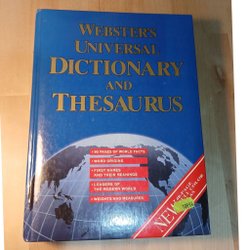 WEBSTER'S
UNIVERSAL
DICTIONARY
AND
THESAURUS
• WORD ORIGINS
• FIRST NAMES
AND THEIR MEANINGS
• LEADERS OF
THE MODERN WORLD
• WEIGHTS AND MEASURES
NEW